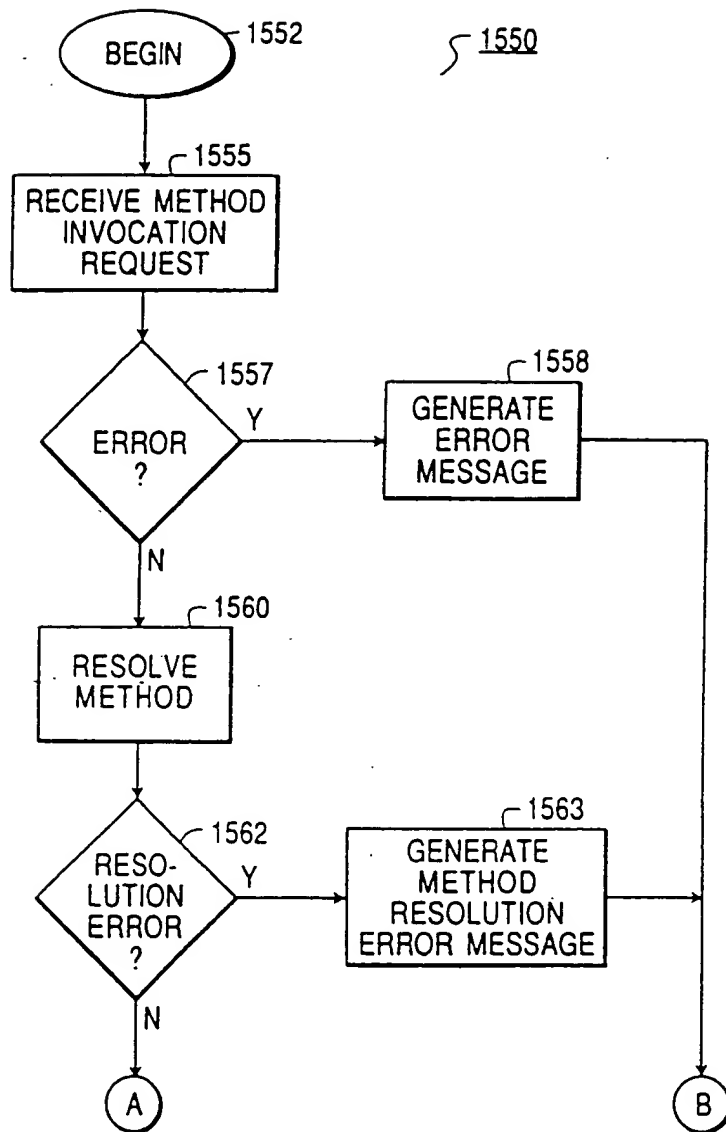 BEGIN
1552
1550
1555
RECEIVE METHOD
INVOCATION
REQUEST
1557
ERROR
?
Y
N
1558
GENERATE
ERROR
MESSAGE
1560
RESOLVE
METHOD
1562
RESO-
LUTION
ERROR
?
Y
N
1563
GENERATE
METHOD
RESOLUTION
ERROR MESSAGE
A
B